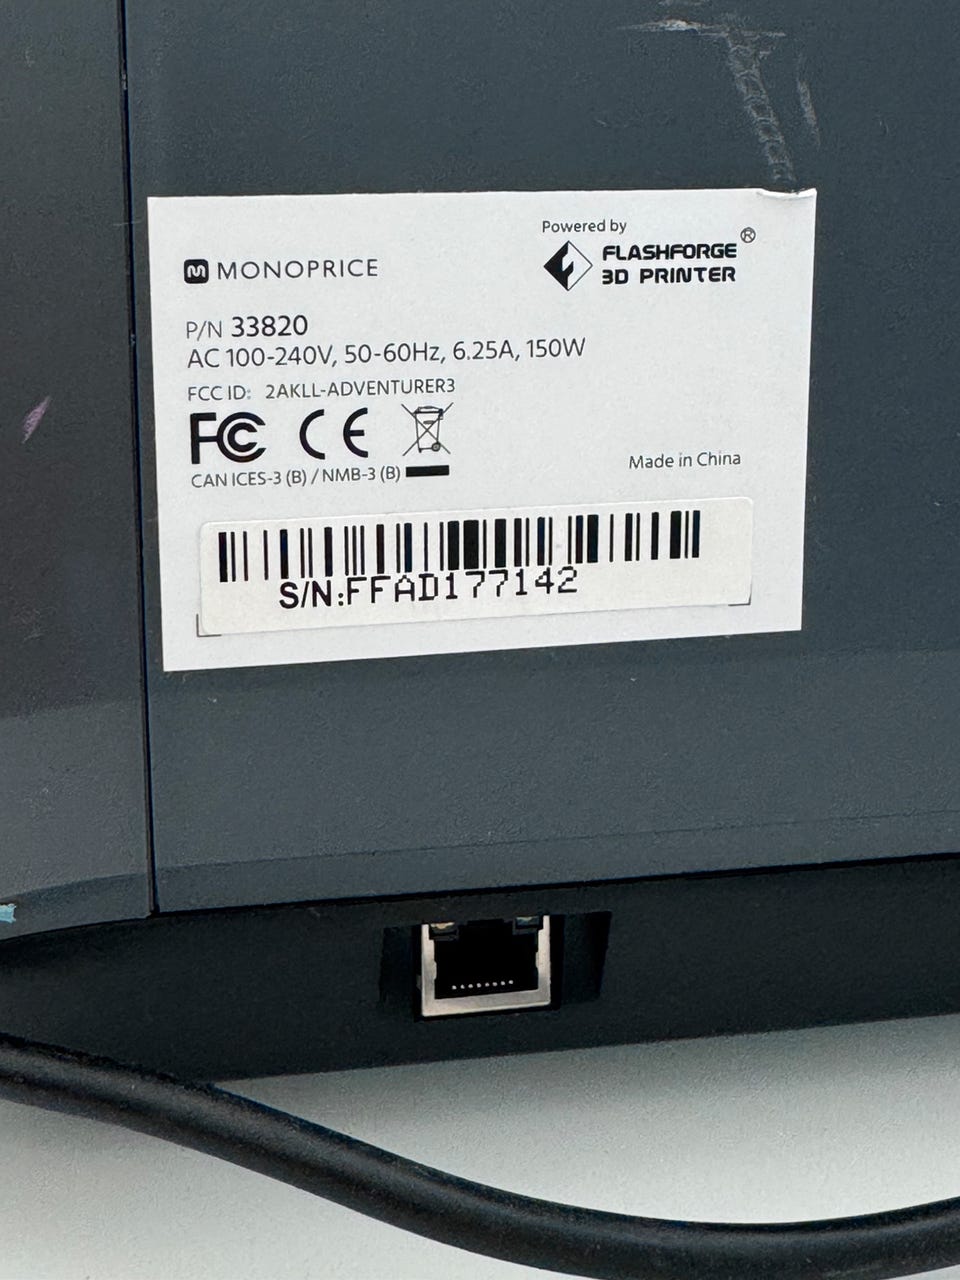 Powered by
FLASHFORGE®
3D PRINTER
MONOPRICE
P/N 33820
AC 100-240V, 50-60Hz, 6.25A, 150W
FCC ID: 2AKLL-ADVENTURER3
FC CE
CAN ICES-3 (B) / NMB-3 (B)
Made in China
S/N:FFAD177142